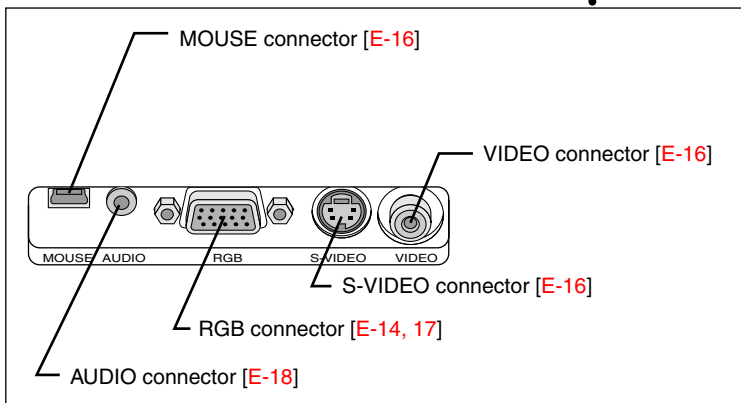 MOUSE connector [E-16]
VIDEO connector [E-16]
MOUSE AUDIO RGB S-VIDEO VIDEO
S-VIDEO connector [E-16]
RGB connector [E-14, 17]
AUDIO connector [E-18]